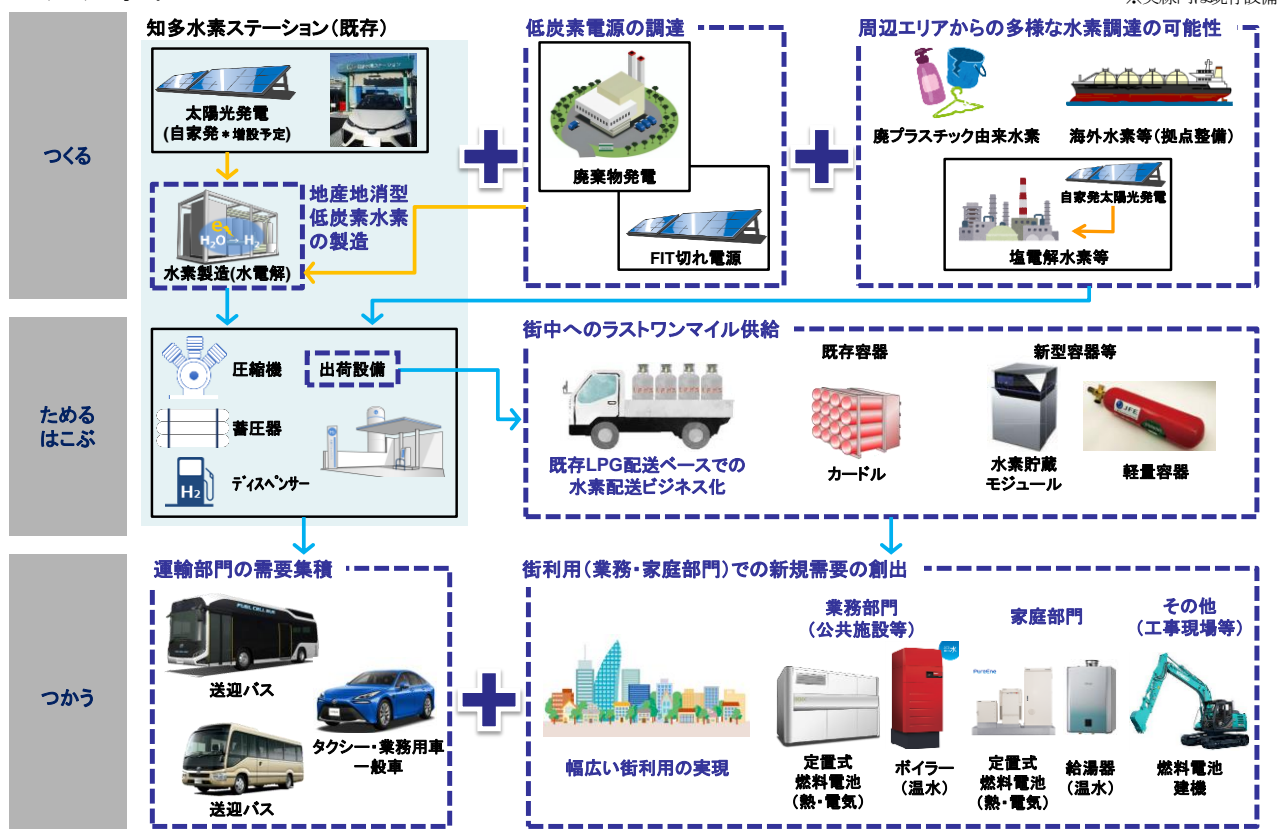 ※実線内は現存設備
つくる
知多水素ステーション(既存)
太陽光発電
(自家発*増設予定)
地産地消型
低炭素水素
の製造
e-
H₂O→H₂
水素製造(水電解)
低炭素電源の調達
廃棄物発電
FIT切れ電源
周辺エリアからの多様な水素調達の可能性
廃プラスチック由来水素
海外水素等(拠点整備)
自家発太陽光発電
塩電解水素等
ためる
はこぶ
圧縮機
出荷設備
蓄圧器
H₂
ディスペンサー
街中へのラストワンマイル供給
既存LPG配送ベースでの
水素配送ビジネス化
既存容器
カードル
新型容器等
水素貯蔵
モジュール
JFE
軽量容器
つかう
運輸部門の需要集積
FUEL CELL BUS
送迎バス
タクシー・業務用車
一般車
送迎バス
街利用(業務・家庭部門)での新規需要の創出
幅広い街利用の実現
業務部門
(公共施設等)
定置式
燃料電池
(熱・電気)
ボイラー
(温水)
家庭部門
PureEne
定置式
燃料電池
(熱・電気)
給湯器
(温水)
その他
(工事現場等)
燃料電池
建機